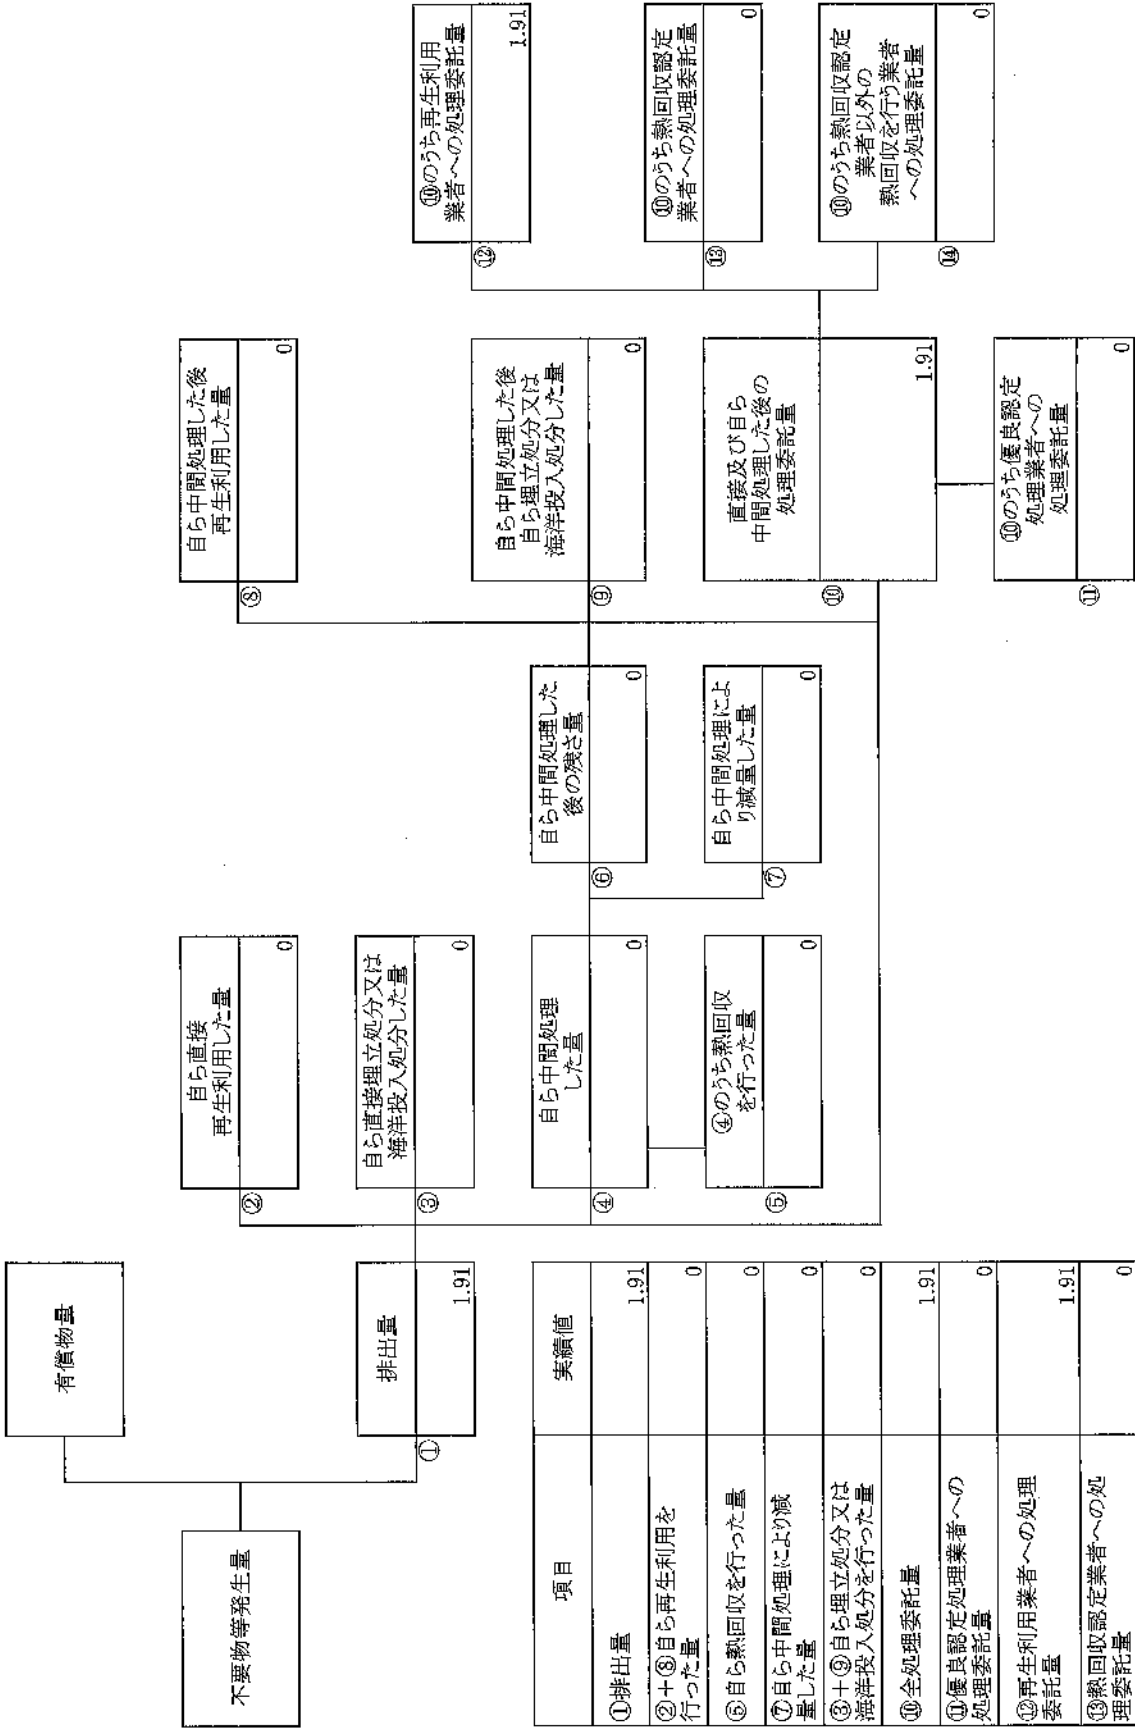 不要物等発生量
有償物量
①
排出量
1.91
②
自ら直接
再生利用した量
0
③
自ら直接埋立処分又は
海洋投入処分した量
0
④
自ら中間処理
した量
0
⑤
④のうち熱回収
を行った量
0
⑥
自ら中間処理した
後の残さ量
0
⑦
自ら中間処理によ
り減量した量
0
⑧
自ら中間処理した後
再生利用した量
0
⑨
自ら中間処理した後
自ら埋立処分又は
海洋投入処分した量
0
⑩
直接及び自ら
中間処理した後の
処理委託量
1.91
⑪
⑩のうち優良認定
処理業者への
処理委託量
0
⑫
⑩のうち再生利用
業者への処理委託量
1.91
⑬
⑩のうち熱回収認定
業者への処理委託量
0
⑭
⑩のうち熱回収認定
業者以外の
熱回収を行う業者
への処理委託量
0
項目 実績値
①排出量 1.91
②+⑧自ら再生利用を
行った量 0
⑤自ら熱回収を行った量 0
⑦自ら中間処理により減
量した量 0
③+⑨自ら埋立処分又は
海洋投入処分を行った量 0
⑩全処理委託量 1.91
⑪優良認定処理業者への
処理委託量 0
⑫再生利用業者への処理
委託量 1.91
⑬熱回収認定業者への処
理委託量 0